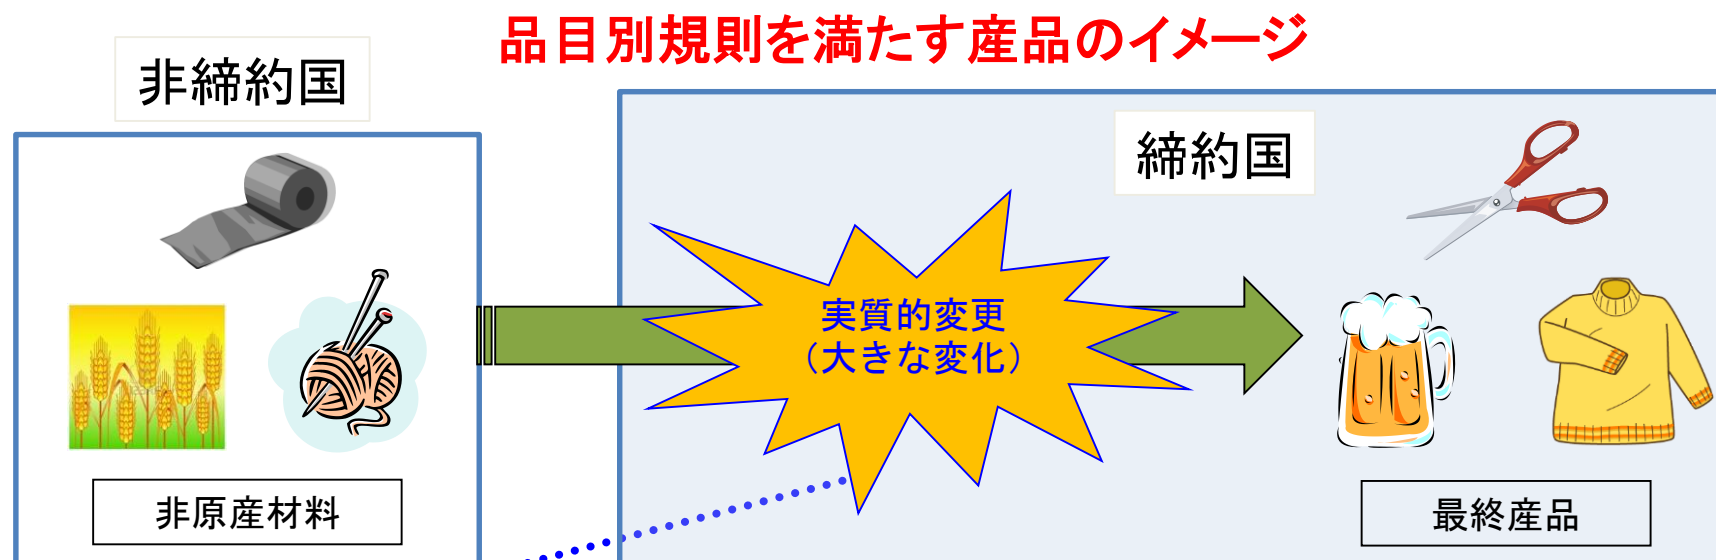 品目別規則を満たす産品のイメージ
非締約国
締約国
実質的変更
（大きな変化）
非原産材料
最終産品